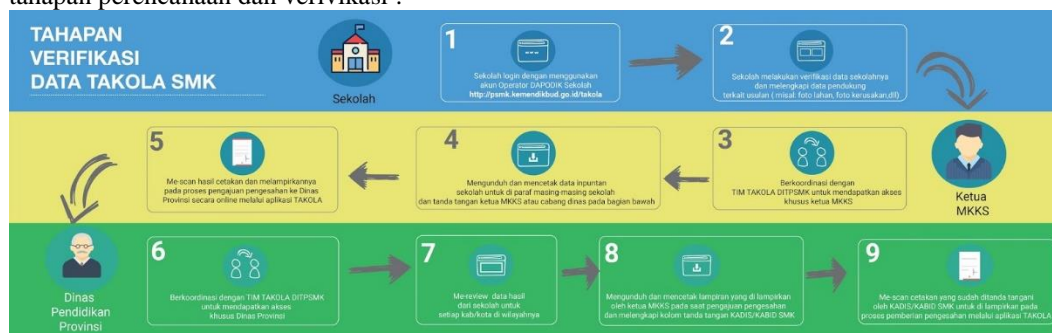 tahapan perencanaan dan verivikasi :
TAHAPAN
VERIFIKASI
DATA TAKOLA SMK
Sekolah
1
Sekolah login dengan menggunakan
akun Operator DAPODIK Sekolah
http://psmk.kemendikbud.go.id/takola
2
Sekolah melakukan verifikasi data sekolahnya
dan melengkapi data pendukung
terkait usulan ( misal: foto lahan, foto kerusakan,dll)
Ketua
MKKS
3
Berkoordinasi dengan
TIM TAKOLA DITPSMK untuk mendapatkan akses
khusus ketua MKKS
4
Mengunduh dan mencetak data inputan
sekolah untuk di paraf masing-masing sekolah
dan tanda tangan ketua MKKS atau cabang dinas pada bagian bawah
5
Me-scan hasil cetakan dan melampirkannya
pada proses pengajuan pengesahan ke Dinas
Provinsi secara online melalui aplikasi TAKOLA
Dinas
Pendidikan
Provinsi
6
Berkoordinasi dengan TIM TAKOLA DITPSMK
untuk mendapatkan akses
khusus Dinas Provinsi
7
Me-review data hasil
dari sekolah untuk
setiap kab/kota di wilayahnya
8
Mengunduh dan mencetak lampiran yang di lampirkan
oleh ketua MKKS pada saat pengajuan pengesahan
dan melengkapi kolom tanda tangan KADIS/KABID SMK
9
Me-scan cetakan yang sudah ditanda tangani
oleh KADIS/KABID SMK untuk di lampirkan pada
proses pemberian pengesahan melalui aplikasi TAKOLA